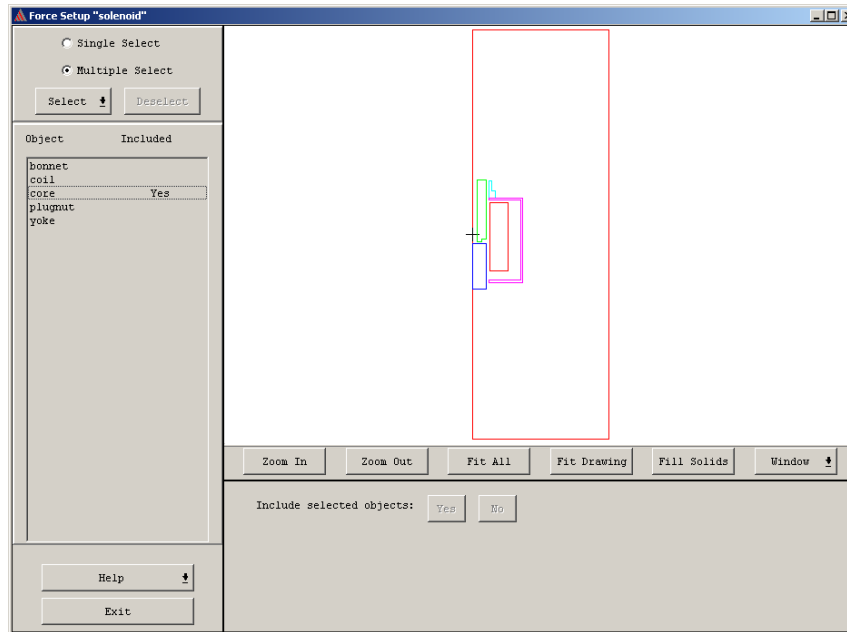 Force Setup "solenoid"
Single Select
Multiple Select
Select Deselect
Object Included
bonnet
coil
core Yes
plugnut
yoke
Zoom In Zoom Out Fit All Fit Drawing Fill Solids Window
Include selected objects: Yes No
Help
Exit